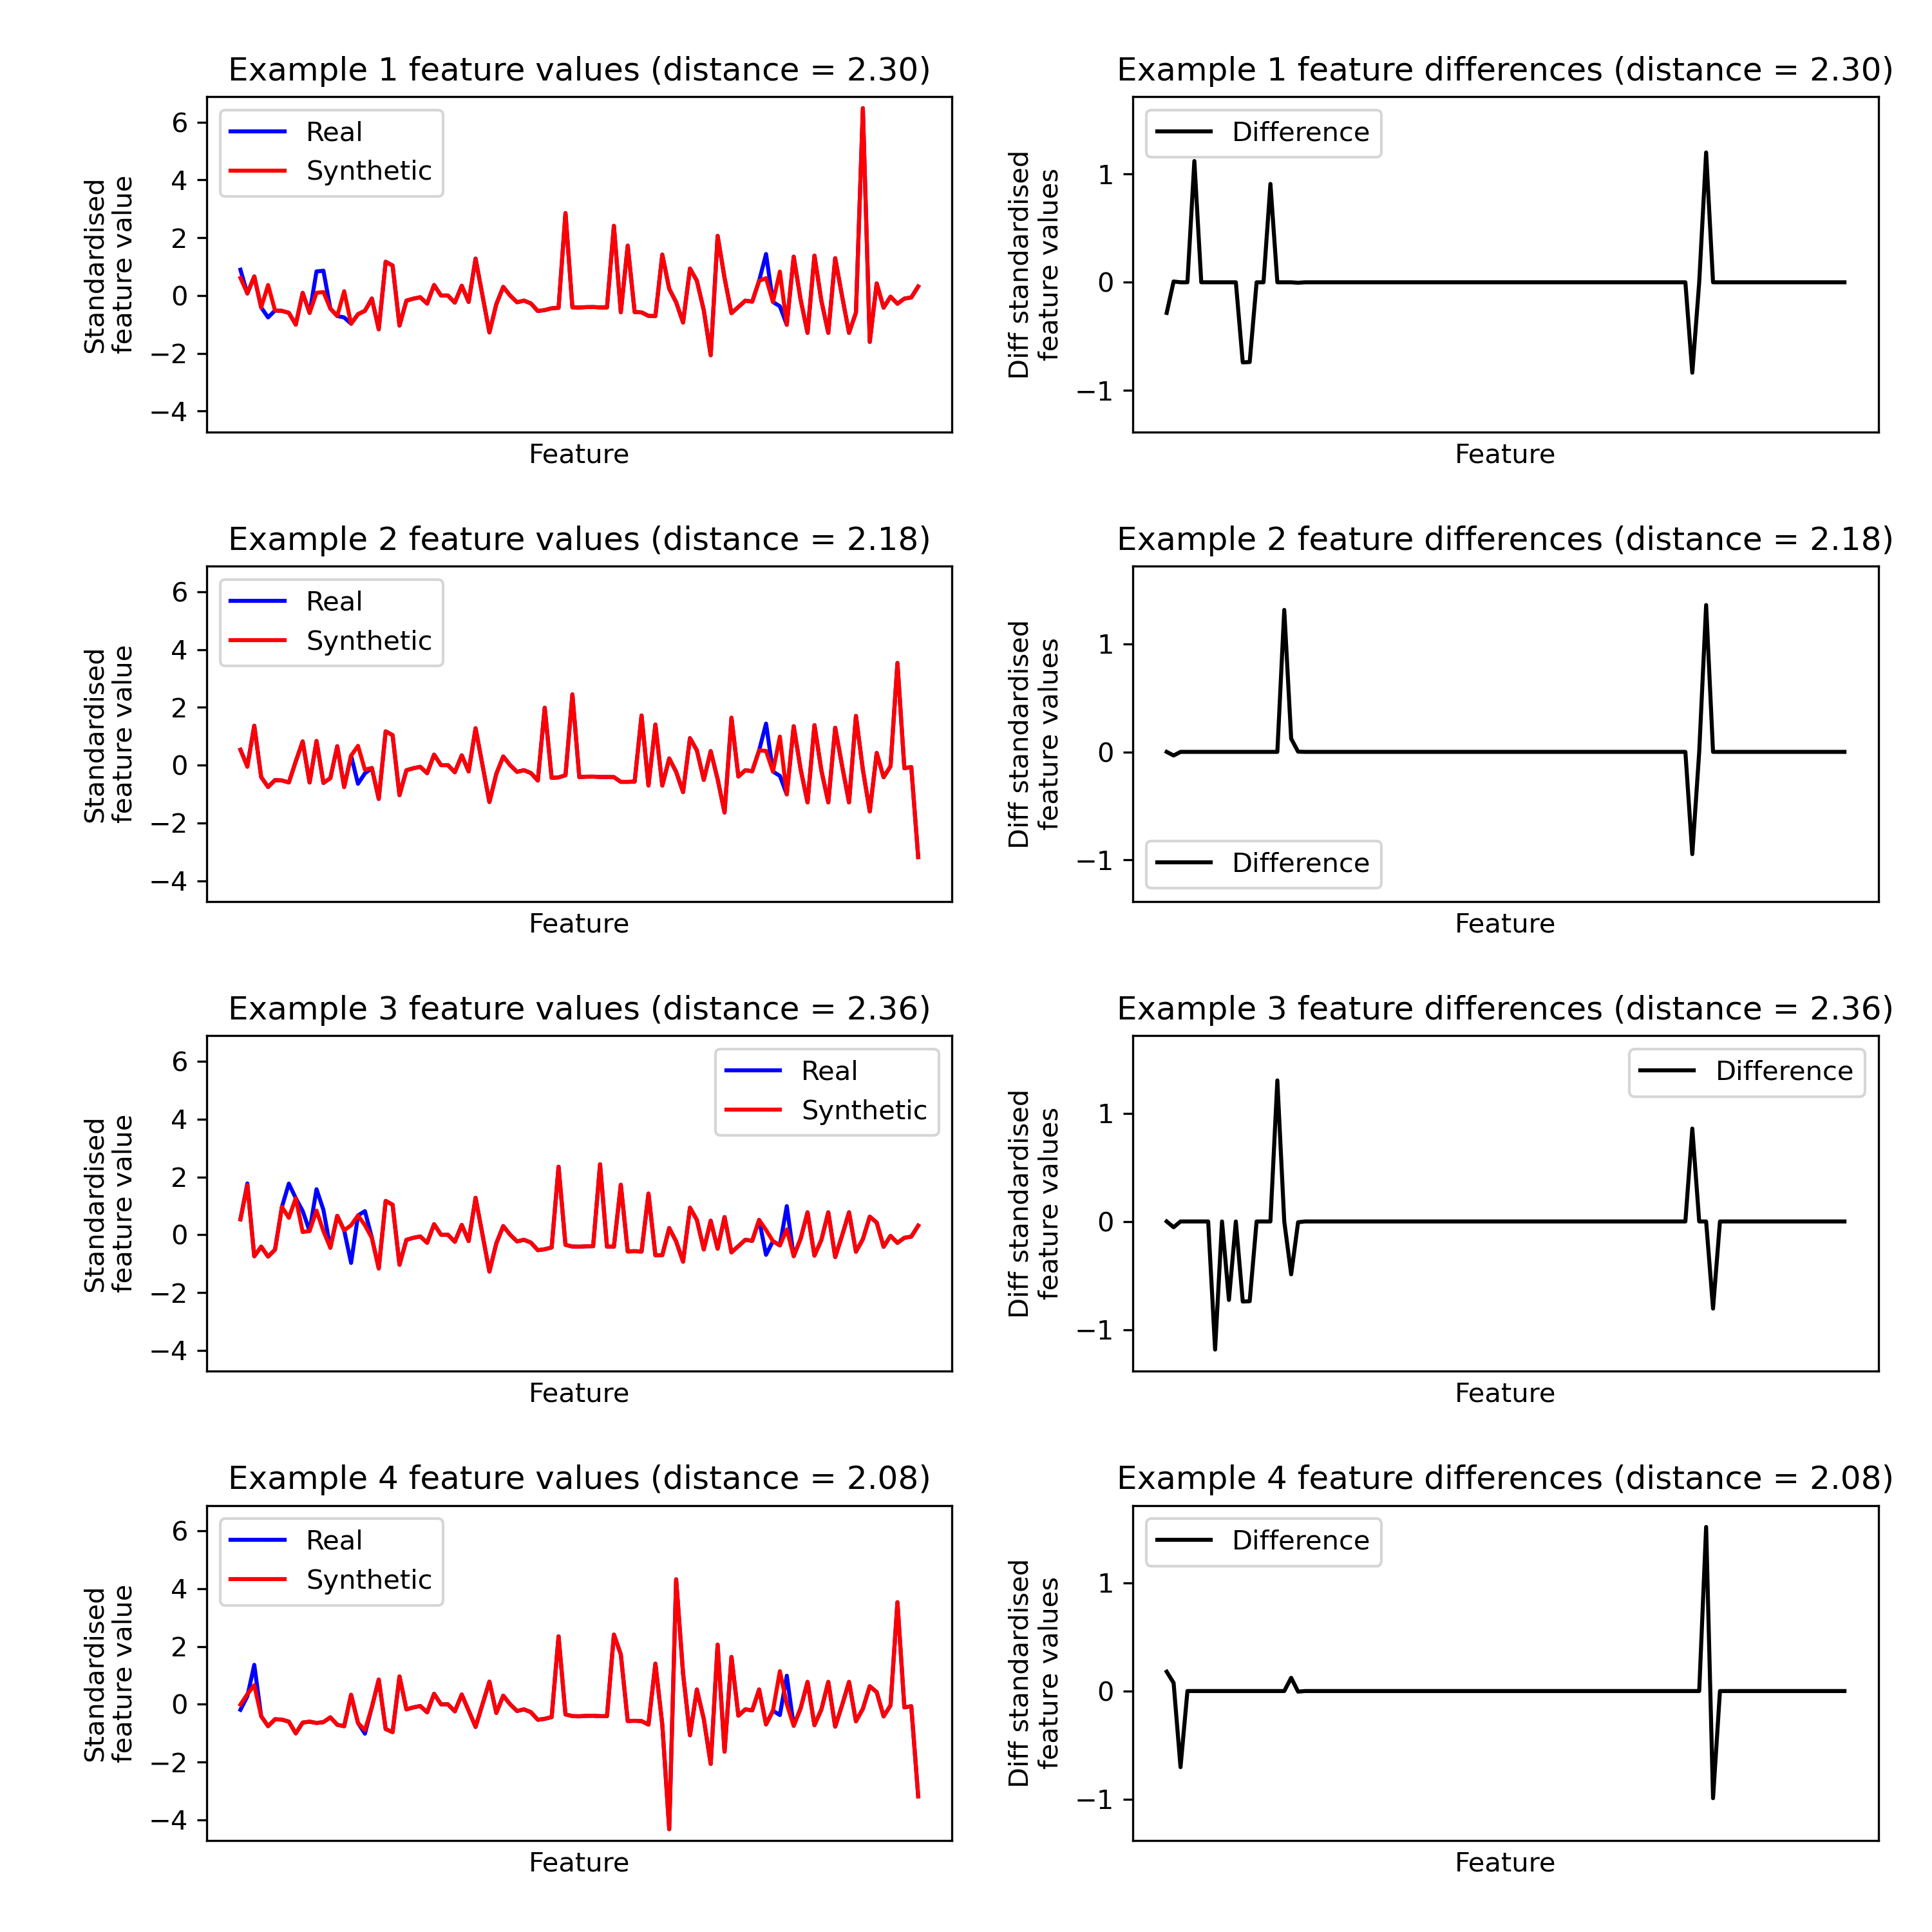 Example 1 feature values (distance = 2.30)
Real
Synthetic
6
4
2
0
−2
−4
Standardised
feature value
Feature
Example 1 feature differences (distance = 2.30)
Difference
1
0
−1
Diff standardised
feature values
Feature
Example 2 feature values (distance = 2.18)
Real
Synthetic
6
4
2
0
−2
−4
Standardised
feature value
Feature
Example 2 feature differences (distance = 2.18)
1
0
−1
Difference
Diff standardised
feature values
Feature
Example 3 feature values (distance = 2.36)
Real
Synthetic
6
4
2
0
−2
−4
Standardised
feature value
Feature
Example 3 feature differences (distance = 2.36)
Difference
1
0
−1
Diff standardised
feature values
Feature
Example 4 feature values (distance = 2.08)
Real
Synthetic
6
4
2
0
−2
−4
Standardised
feature value
Feature
Example 4 feature differences (distance = 2.08)
Difference
1
0
−1
Diff standardised
feature values
Feature